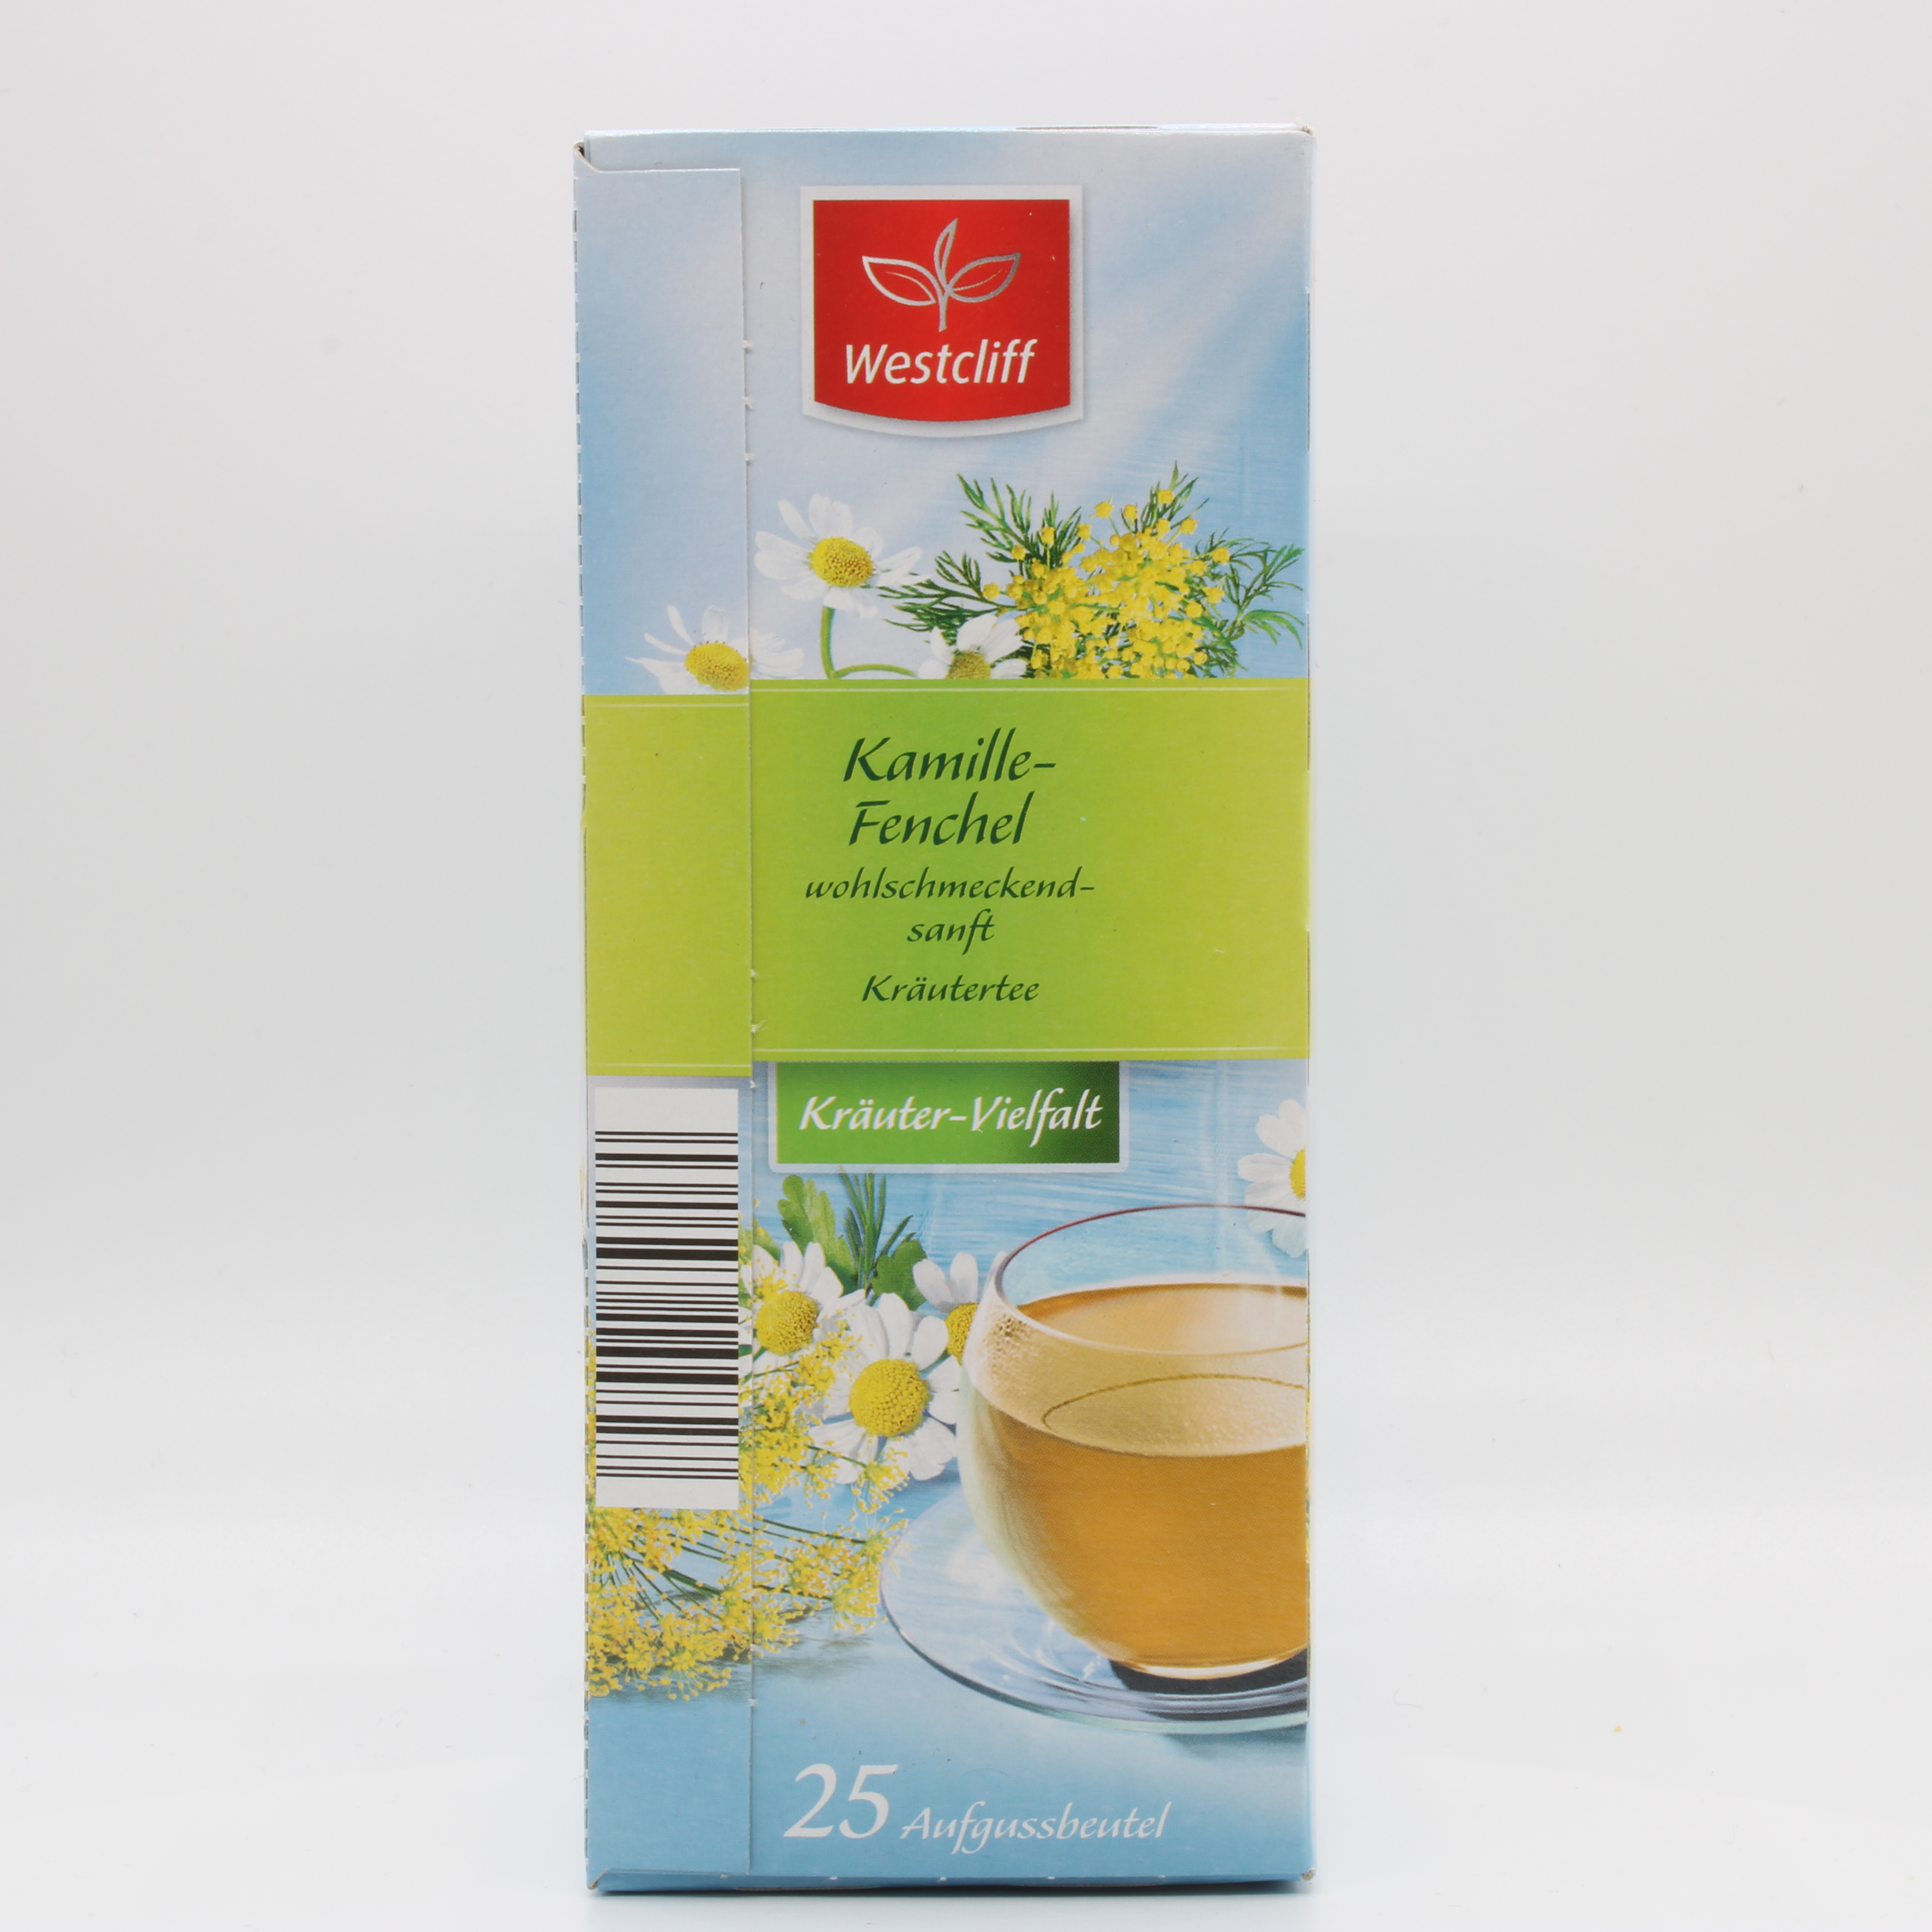 Westcliff
Kamille-
Fenchel
wohlschmeckend-
sanft
Kräutertee
Kräuter-Vielfalt
25 Aufgussbeutel